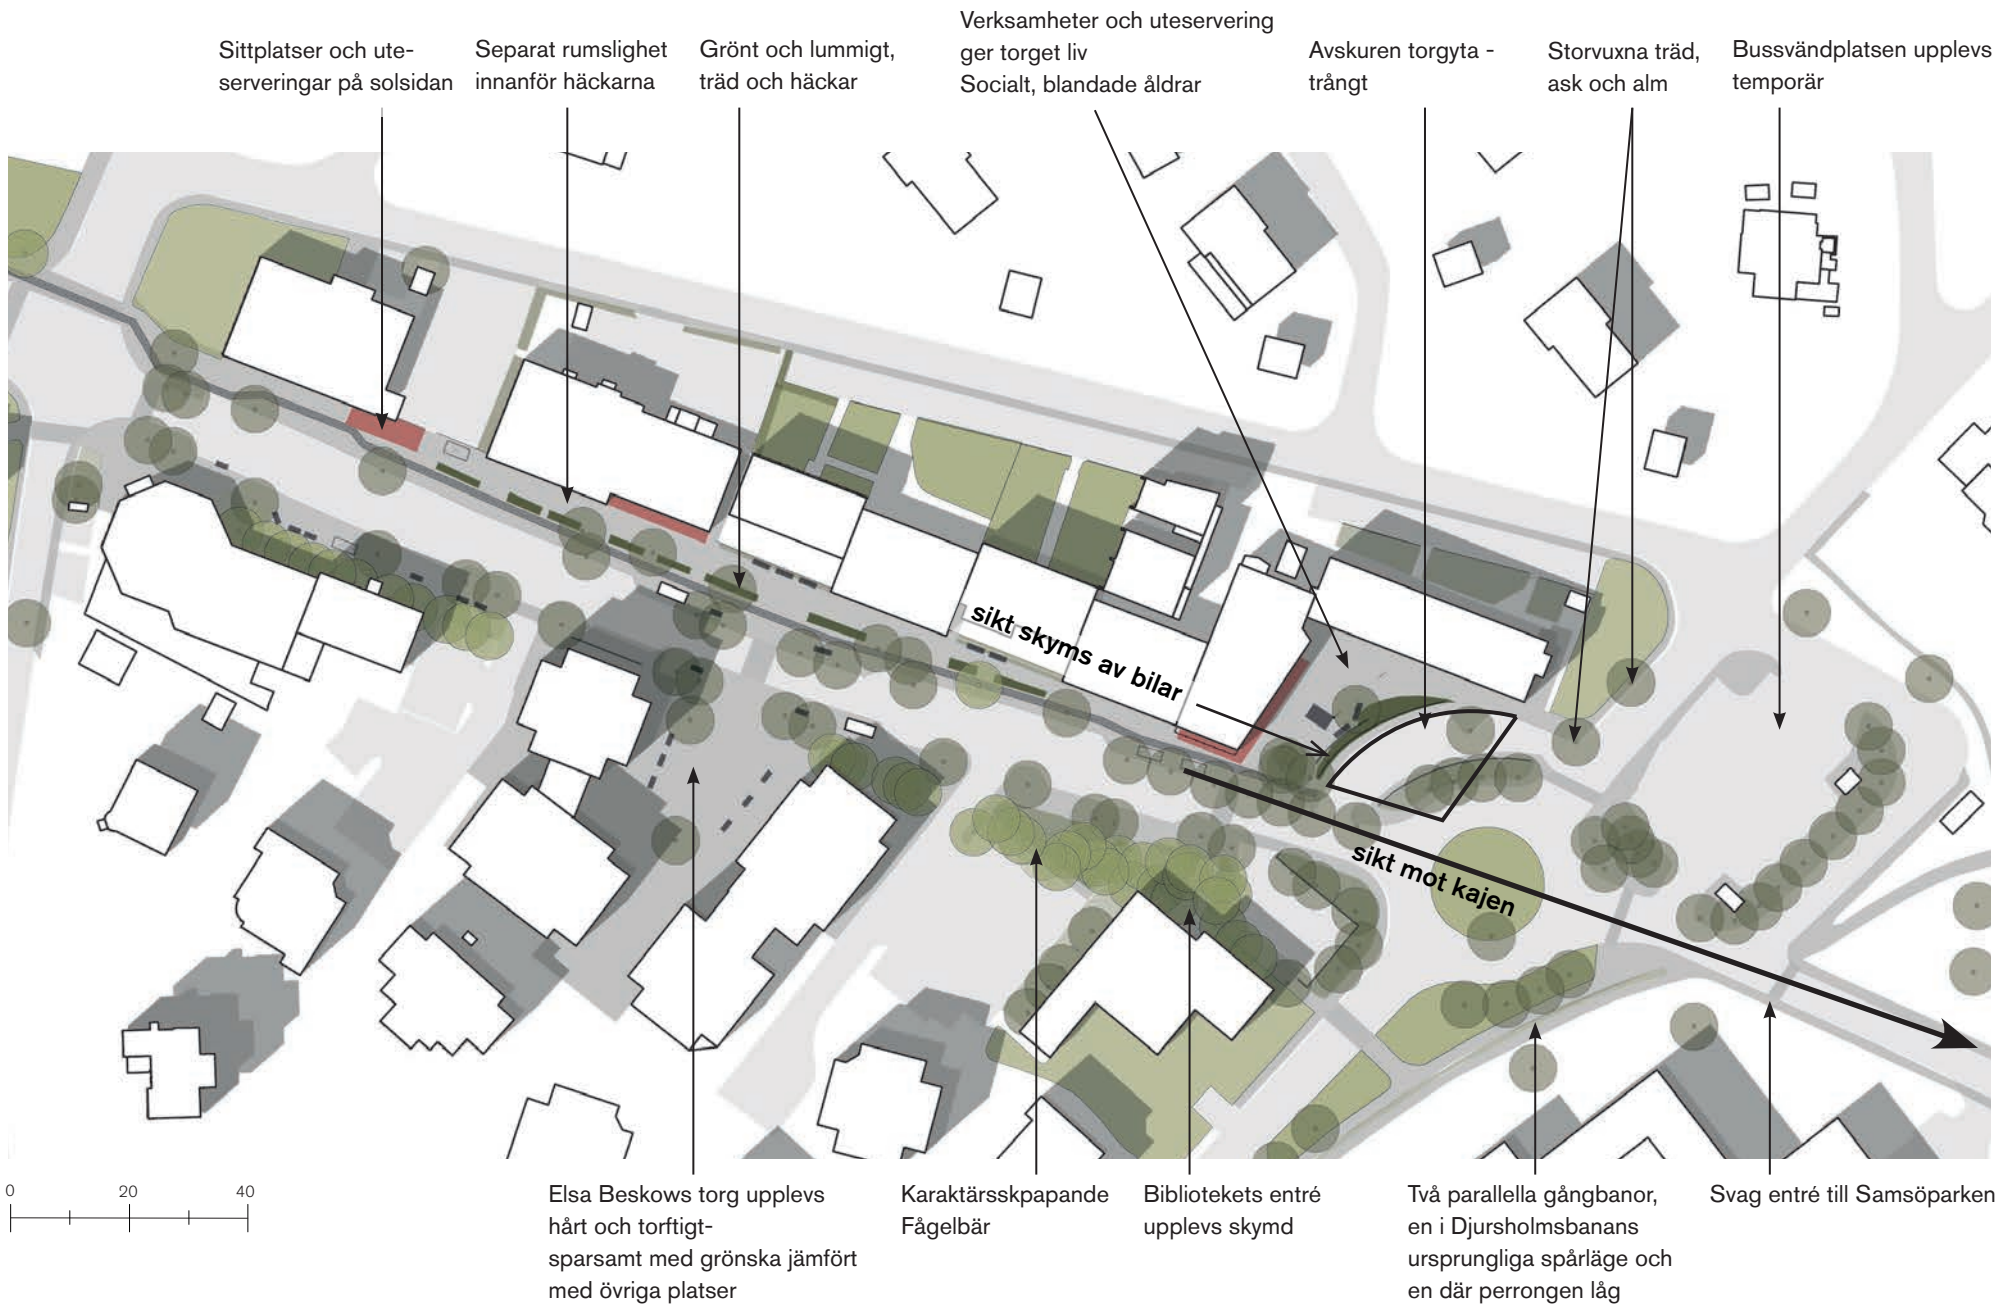 Sittplatser och ute-
serveringar på solsidan
Separat rumslighet
innanför häckarna
Grönt och lummigt,
träd och häckar
Verksamheter och uteservering
ger torget liv
Socialt, blandade åldrar
Avskuren torgyta -
trångt
Storvuxna träd,
ask och alm
Bussvändplatsen upplevs
temporär
sikt skyms av bilar
sikt mot kajen
0 20 40
Elsa Beskows torg upplevs
hårt och torftigt-
sparsamt med grönska jämfört
med övriga platser
Karaktärsskpapande
Fågelbär
Bibliotekets entré
upplevs skymd
Två parallella gångbanor,
en i Djursholmsbanans
ursprungliga spårläge och
en där perrongen låg
Svag entré till Samsöparken